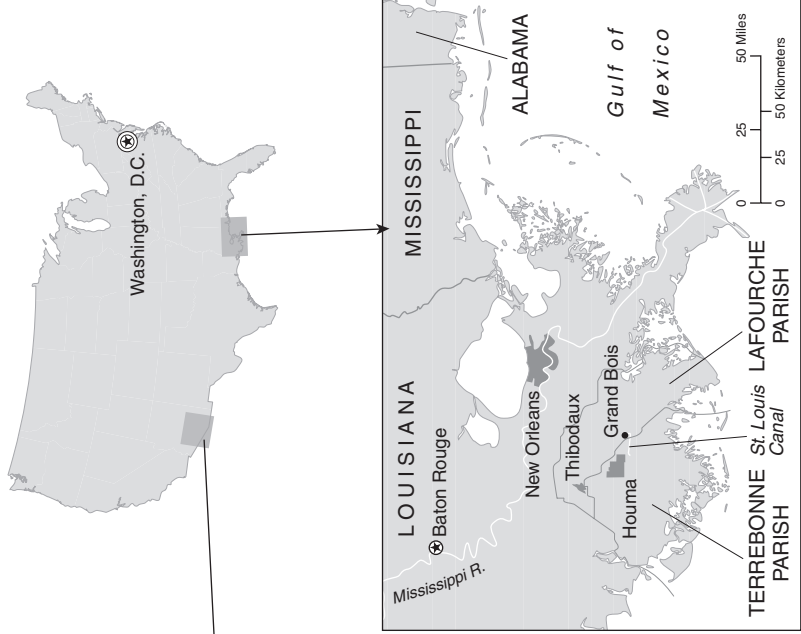 Washington, D.C.
LOUISIANA
MISSISSIPPI
ALABAMA
Baton Rouge
Mississippi R.
New Orleans
Thibodaux
Grand Bois
Houma
Gulf of
Mexico
TERREBONNE
PARISH
St. Louis
Canal
LAFOURCHE
PARISH
0 25 50 Miles
0 25 50 Kilometers